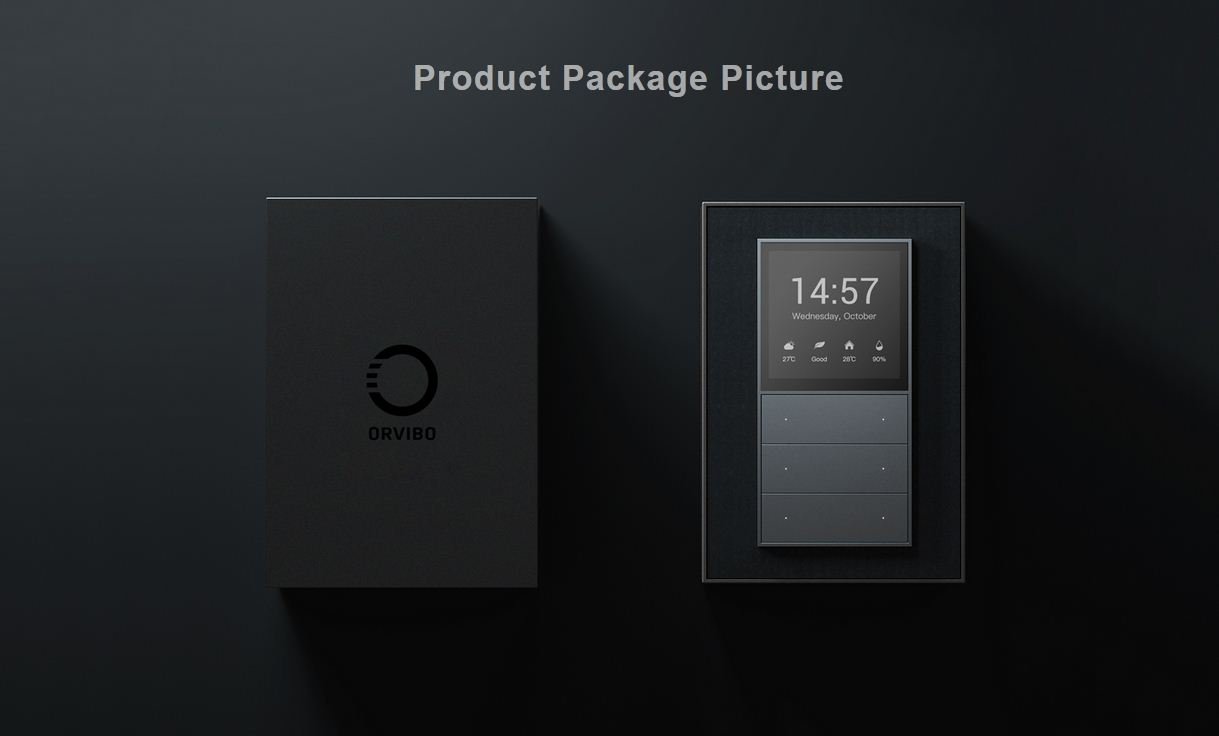 Product Package Picture
ORVIBO
14:57
Wednesday, October
27℃ Good 28℃ 90%